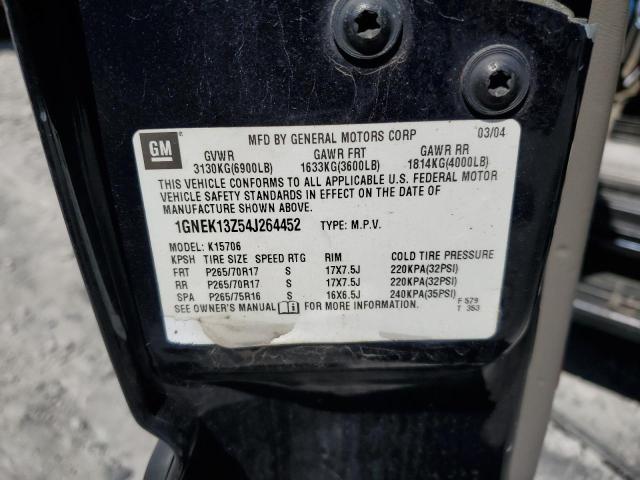 GM
MFD BY GENERAL MOTORS CORP 03/04
GVWR GAWR FRT GAWR RR
3130KG(6900LB) 1633KG(3600LB) 1814KG(4000LB)
THIS VEHICLE CONFORMS TO ALL APPLICABLE U.S. FEDERAL MOTOR
VEHICLE SAFETY STANDARDS IN EFFECT ON THE DATE OF
MANUFACTURE SHOWN ABOVE.
1GNEK13Z54J264452 TYPE: M.P.V.
MODEL: K15706
KPSH TIRE SIZE SPEED RTG RIM COLD TIRE PRESSURE
FRT P265/70R17 S 17X7.5J 220KPA(32PSI)
RR P265/70R17 S 17X7.5J 220KPA(32PSI)
SPA P265/75R16 S 16X6.5J 240KPA(35PSI)
SEE OWNER'S MANUAL FOR MORE INFORMATION.
F 579
T 353